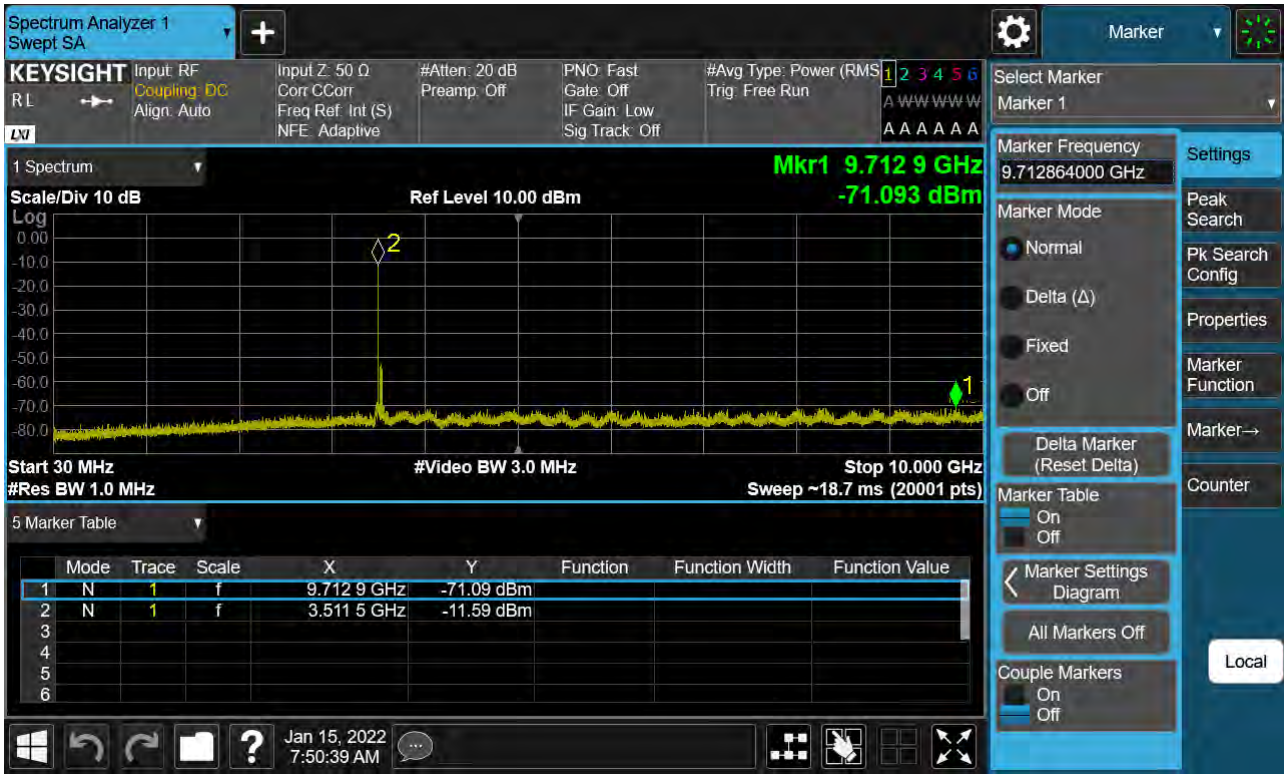 Spectrum Analyzer 1
Swept SA
+
Marker
KEYSIGHT
RL
LXI
Input: RF
Coupling: DC
Align: Auto
Input Z: 50 Ω
Corr CCorr
Freq Ref: Int (S)
NFE: Adaptive
#Atten: 20 dB
Preamp: Off
PNO: Fast
Gate: Off
IF Gain: Low
Sig Track: Off
#Avg Type: Power (RMS
Trig: Free Run
1 2 3 4 5 6
A W W W W W
A A A A A A
Select Marker
Marker 1
1 Spectrum
Scale/Div 10 dB
Ref Level 10.00 dBm
Mkr1 9.712 9 GHz
-71.093 dBm
Log
0.00
-10.0
-20.0
-30.0
-40.0
-50.0
-60.0
-70.0
-80.0
2
1
Start 30 MHz
#Video BW 3.0 MHz
Stop 10.000 GHz
#Res BW 1.0 MHz
Sweep ~18.7 ms (20001 pts)
5 Marker Table
Mode Trace Scale X Y Function Function Width Function Value
1 N 1 f 9.712 9 GHz -71.09 dBm
2 N 1 f 3.511 5 GHz -11.59 dBm
3
4
5
6
Marker Frequency
9.712864000 GHz
Marker Mode
Normal
Delta (Δ)
Fixed
Off
Delta Marker
(Reset Delta)
Marker Table
On
Off
Marker Settings
Diagram
All Markers Off
Couple Markers
On
Off
Settings
Peak
Search
Pk Search
Config
Properties
Marker
Function
Marker→
Counter
Local
?
Jan 15, 2022
7:50:39 AM